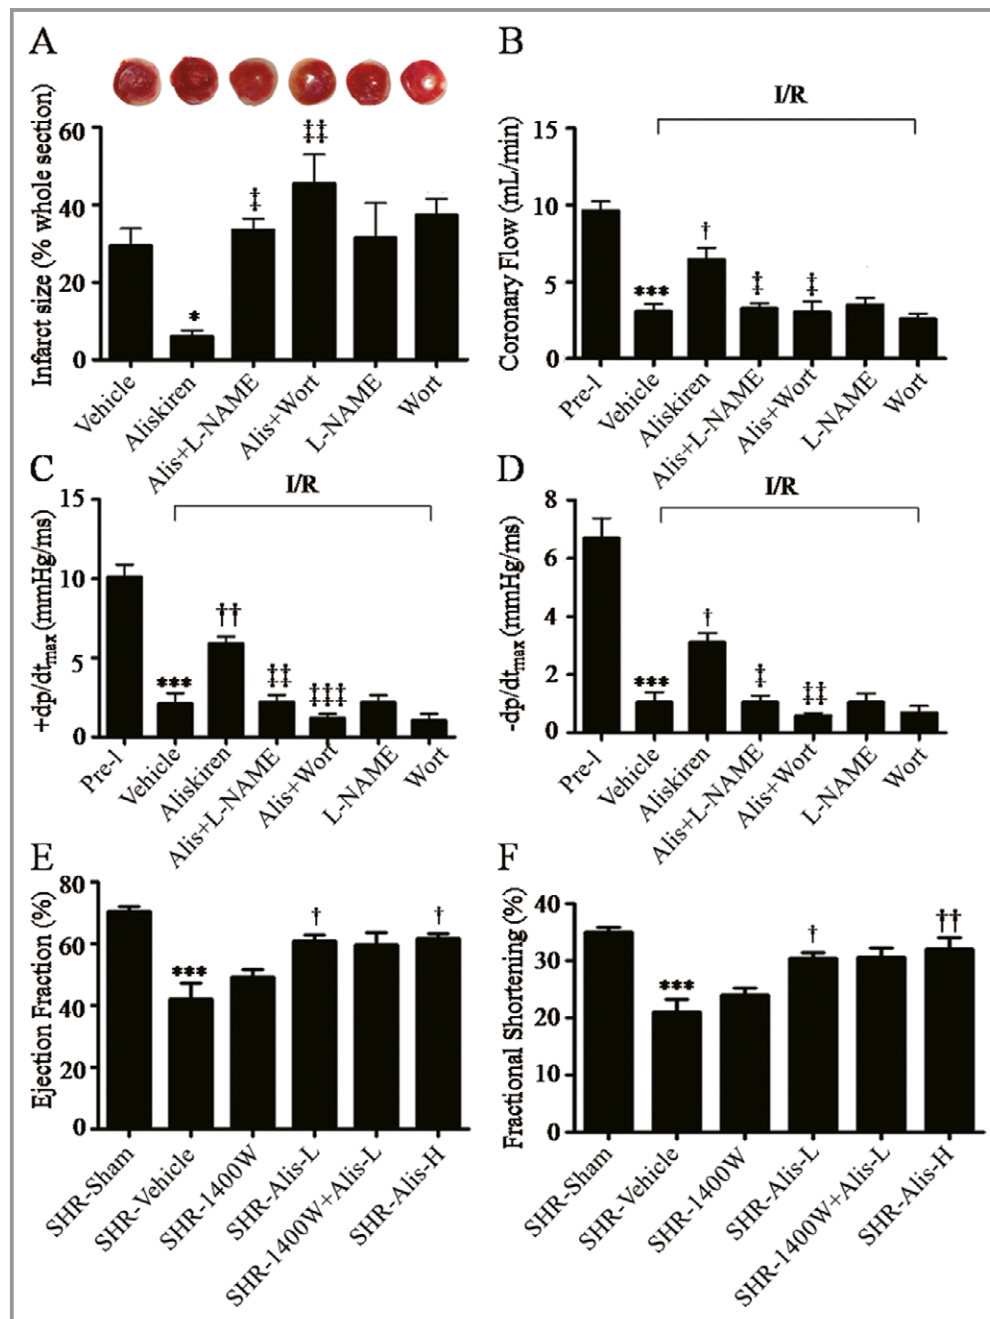 A
Infarct size (% whole section)
60
40
20
0
*
‡
‡‡
Vehicle
Aliskiren
Alis+L-NAME
Alis+Wort
L-NAME
Wort
B
I/R
Coronary Flow (mL/min)
15
10
5
0
***
†
‡
‡
Pre-I
Vehicle
Aliskiren
Alis+L-NAME
Alis+Wort
L-NAME
Wort
C
I/R
+dp/dtmax (mmHg/ms)
15
10
5
0
***
††
‡‡
‡‡‡
Pre-I
Vehicle
Aliskiren
Alis+L-NAME
Alis+Wort
L-NAME
Wort
D
I/R
-dp/dtmax (mmHg/ms)
8
6
4
2
0
***
†
‡
‡‡
Pre-I
Vehicle
Aliskiren
Alis+L-NAME
Alis+Wort
L-NAME
Wort
E
Ejection Fraction (%)
80
60
40
20
0
***
†
†
SHR-Sham
SHR-Vehicle
SHR-1400W
SHR-Alis-L
SHR-1400W+Alis-L
SHR-Alis-H
F
Fractional Shortening (%)
40
30
20
10
0
***
†
††
SHR-Sham
SHR-Vehicle
SHR-1400W
SHR-Alis-L
SHR-1400W+Alis-L
SHR-Alis-H